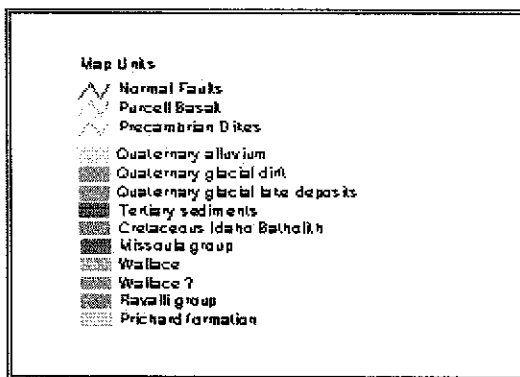 Map Units
Normal Faults
Purcell Basalt
Precambrian Dikes
Quaternary alluvium
Quaternary glacial drift
Quaternary glacial lake deposits
Tertiary sediments
Cretaceous Idaho Batholith
Missoula group
Wallace
Wallace ?
Ravalli group
Prichard formation